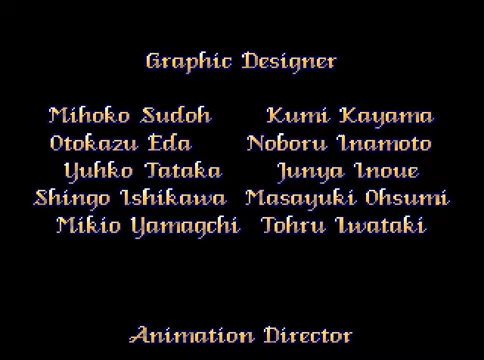 Graphic Designer
Mihoko Sudoh Kumi Kayama
Otokazu Eda Noboru Inamoto
Yuhko Tataka Junya Inoue
Shingo Ishikawa Masayuki Ohsumi
Mikio Yamagchi Tohru Iwataki
Animation Director